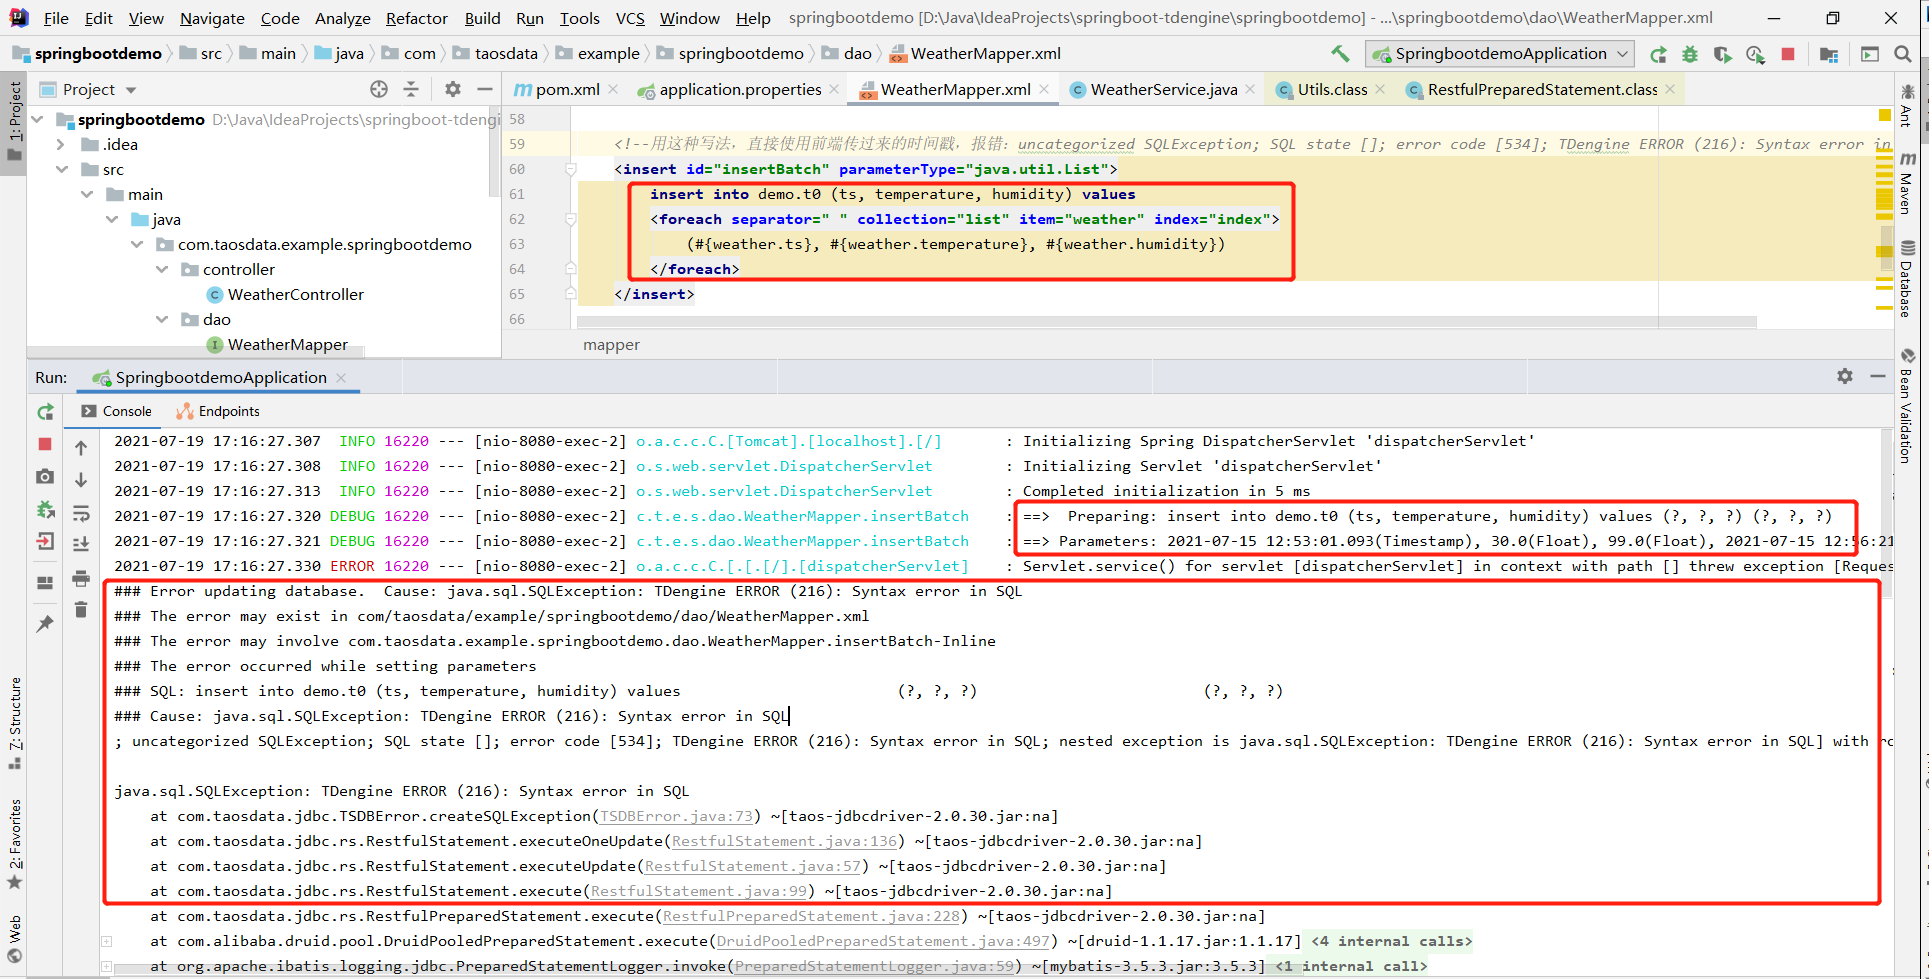 File Edit View Navigate Code Analyze Refactor Build Run Tools VCS Window Help springbootdemo [D:\Java\IdeaProjects\springboot-tdengine\springbootdemo] - ...\springbootdemo\dao\WeatherMapper.xml
springbootdemo src main java com taosdata example springbootdemo dao WeatherMapper.xml SpringbootdemoApplication
Project
pom.xml application.properties WeatherMapper.xml WeatherService.java Utils.class RestfulPreparedStatement.class
1: Project
springbootdemo D:\Java\IdeaProjects\springboot-tdengi
.idea
src
main
java
com.taosdata.example.springbootdemo
controller
WeatherController
dao
WeatherMapper
58
59 <!--用这种写法，直接使用前端传过来的时间戳，报错：uncategorized SQLException; SQL state []; error code [534]; TDengine ERROR (216): Syntax error in
60 <insert id="insertBatch" parameterType="java.util.List">
61 insert into demo.t0 (ts, temperature, humidity) values
62 <foreach separator=" " collection="list" item="weather" index="index">
63 (#{weather.ts}, #{weather.temperature}, #{weather.humidity})
64 </foreach>
65 </insert>
66
mapper
Ant
Maven
Database
Bean Validation
Run: SpringbootdemoApplication
Console Endpoints
2021-07-19 17:16:27.307 INFO 16220 --- [nio-8080-exec-2] o.a.c.c.C.[Tomcat].[localhost].[/] : Initializing Spring DispatcherServlet 'dispatcherServlet'
2021-07-19 17:16:27.308 INFO 16220 --- [nio-8080-exec-2] o.s.web.servlet.DispatcherServlet : Initializing Servlet 'dispatcherServlet'
2021-07-19 17:16:27.313 INFO 16220 --- [nio-8080-exec-2] o.s.web.servlet.DispatcherServlet : Completed initialization in 5 ms
2021-07-19 17:16:27.320 DEBUG 16220 --- [nio-8080-exec-2] c.t.e.s.dao.WeatherMapper.insertBatch : ==> Preparing: insert into demo.t0 (ts, temperature, humidity) values (?, ?, ?) (?, ?, ?)
2021-07-19 17:16:27.321 DEBUG 16220 --- [nio-8080-exec-2] c.t.e.s.dao.WeatherMapper.insertBatch : ==> Parameters: 2021-07-15 12:53:01.093(Timestamp), 30.0(Float), 99.0(Float), 2021-07-15 12:56:21
2021-07-19 17:16:27.330 ERROR 16220 --- [nio-8080-exec-2] o.a.c.c.C.[.[.[/].[dispatcherServlet] : Servlet.service() for servlet [dispatcherServlet] in context with path [] threw exception [Reques
### Error updating database. Cause: java.sql.SQLException: TDengine ERROR (216): Syntax error in SQL
### The error may exist in com/taosdata/example/springbootdemo/dao/WeatherMapper.xml
### The error may involve com.taosdata.example.springbootdemo.dao.WeatherMapper.insertBatch-Inline
### The error occurred while setting parameters
### SQL: insert into demo.t0 (ts, temperature, humidity) values (?, ?, ?) (?, ?, ?)
### Cause: java.sql.SQLException: TDengine ERROR (216): Syntax error in SQL
; uncategorized SQLException; SQL state []; error code [534]; TDengine ERROR (216): Syntax error in SQL; nested exception is java.sql.SQLException: TDengine ERROR (216): Syntax error in SQL] with ro
java.sql.SQLException: TDengine ERROR (216): Syntax error in SQL
at com.taosdata.jdbc.TSDBError.createSQLException(TSDBError.java:73) ~[taos-jdbcdriver-2.0.30.jar:na]
at com.taosdata.jdbc.rs.RestfulStatement.executeOneUpdate(RestfulStatement.java:136) ~[taos-jdbcdriver-2.0.30.jar:na]
at com.taosdata.jdbc.rs.RestfulStatement.executeUpdate(RestfulStatement.java:57) ~[taos-jdbcdriver-2.0.30.jar:na]
at com.taosdata.jdbc.rs.RestfulStatement.execute(RestfulStatement.java:99) ~[taos-jdbcdriver-2.0.30.jar:na]
at com.taosdata.jdbc.rs.RestfulPreparedStatement.execute(RestfulPreparedStatement.java:228) ~[taos-jdbcdriver-2.0.30.jar:na]
at com.alibaba.druid.pool.DruidPooledPreparedStatement.execute(DruidPooledPreparedStatement.java:497) ~[druid-1.1.17.jar:1.1.17] <4 internal calls>
at org.apache.ibatis.logging.jdbc.PreparedStatementLogger.invoke(PreparedStatementLogger.java:59) ~[mybatis-3.5.3.jar:3.5.3] <1 internal call>
7: Structure
2: Favorites
Web